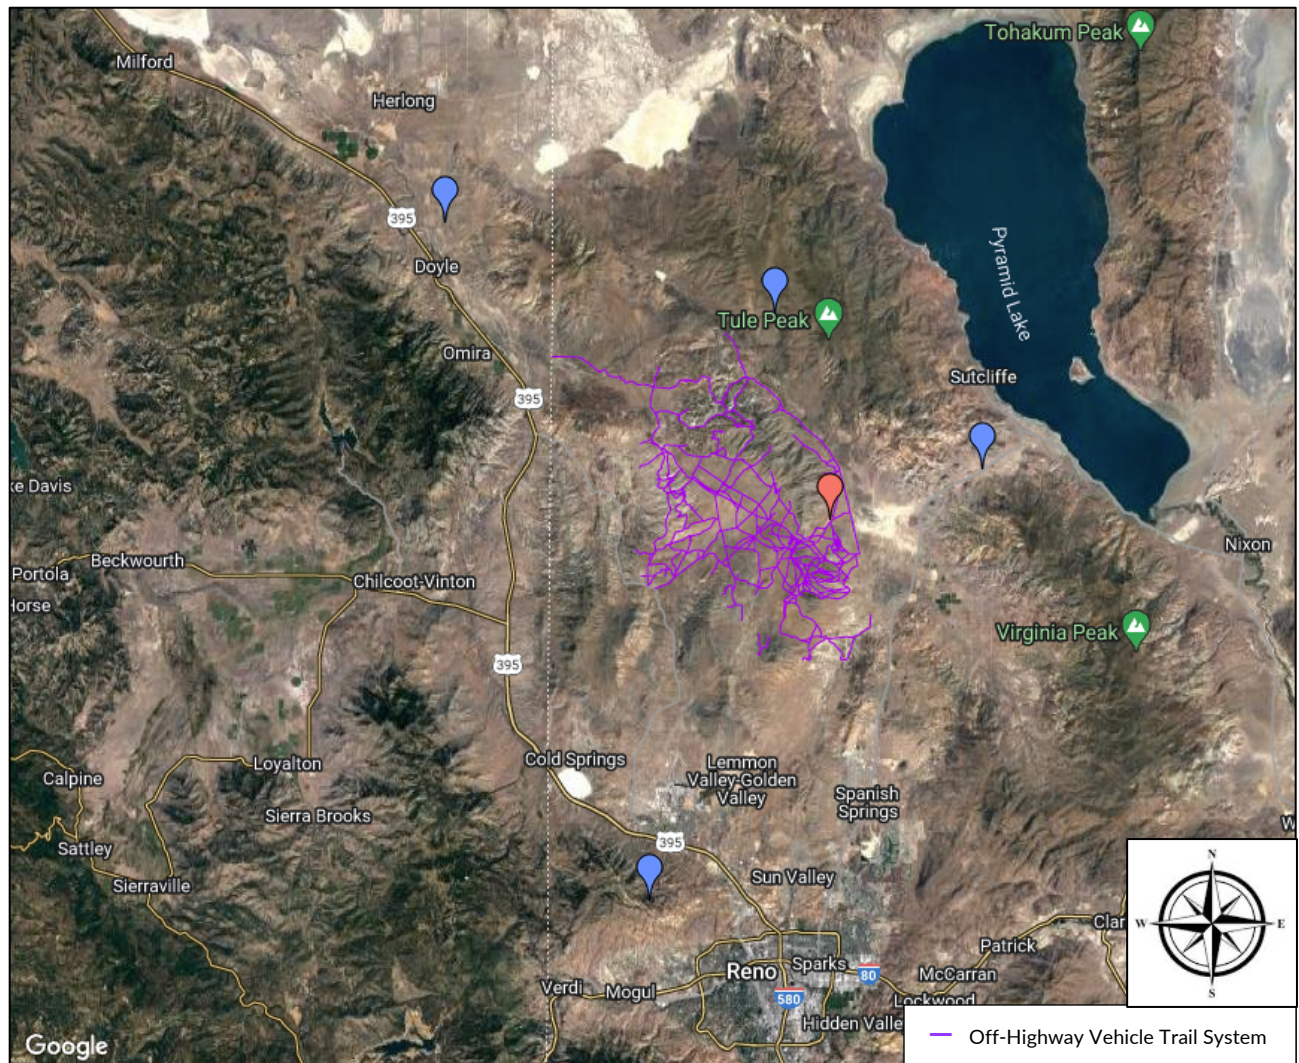 Tohakum Peak
Milford
Herlong
395
Pyramid Lake
Doyle
Tule Peak
Omira
Sutcliffe
395
ke Davis
Nixon
Beckwourth
Portola
Chilcoot-Vinton
Horse
Virginia Peak
395
Cold Springs
Loyalton
Lemmon
Valley-Golden
Valley
Calpine
Spanish
Springs
Sierra Brooks
W
395
Sattley
N
Sun Valley
Sierraville
W
E
Clar
Patrick
Reno
Sparks
80
McCarran
Verdi
Mogul
580
Lockwood
S
Hidden Valle
Google
Off-Highway Vehicle Trail System